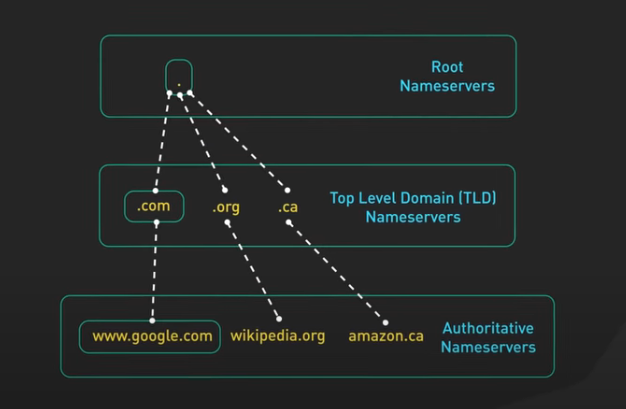 .
Root
Nameservers
.com
.org
.ca
Top Level Domain (TLD)
Nameservers
www.google.com
wikipedia.org
amazon.ca
Authoritative
Nameservers